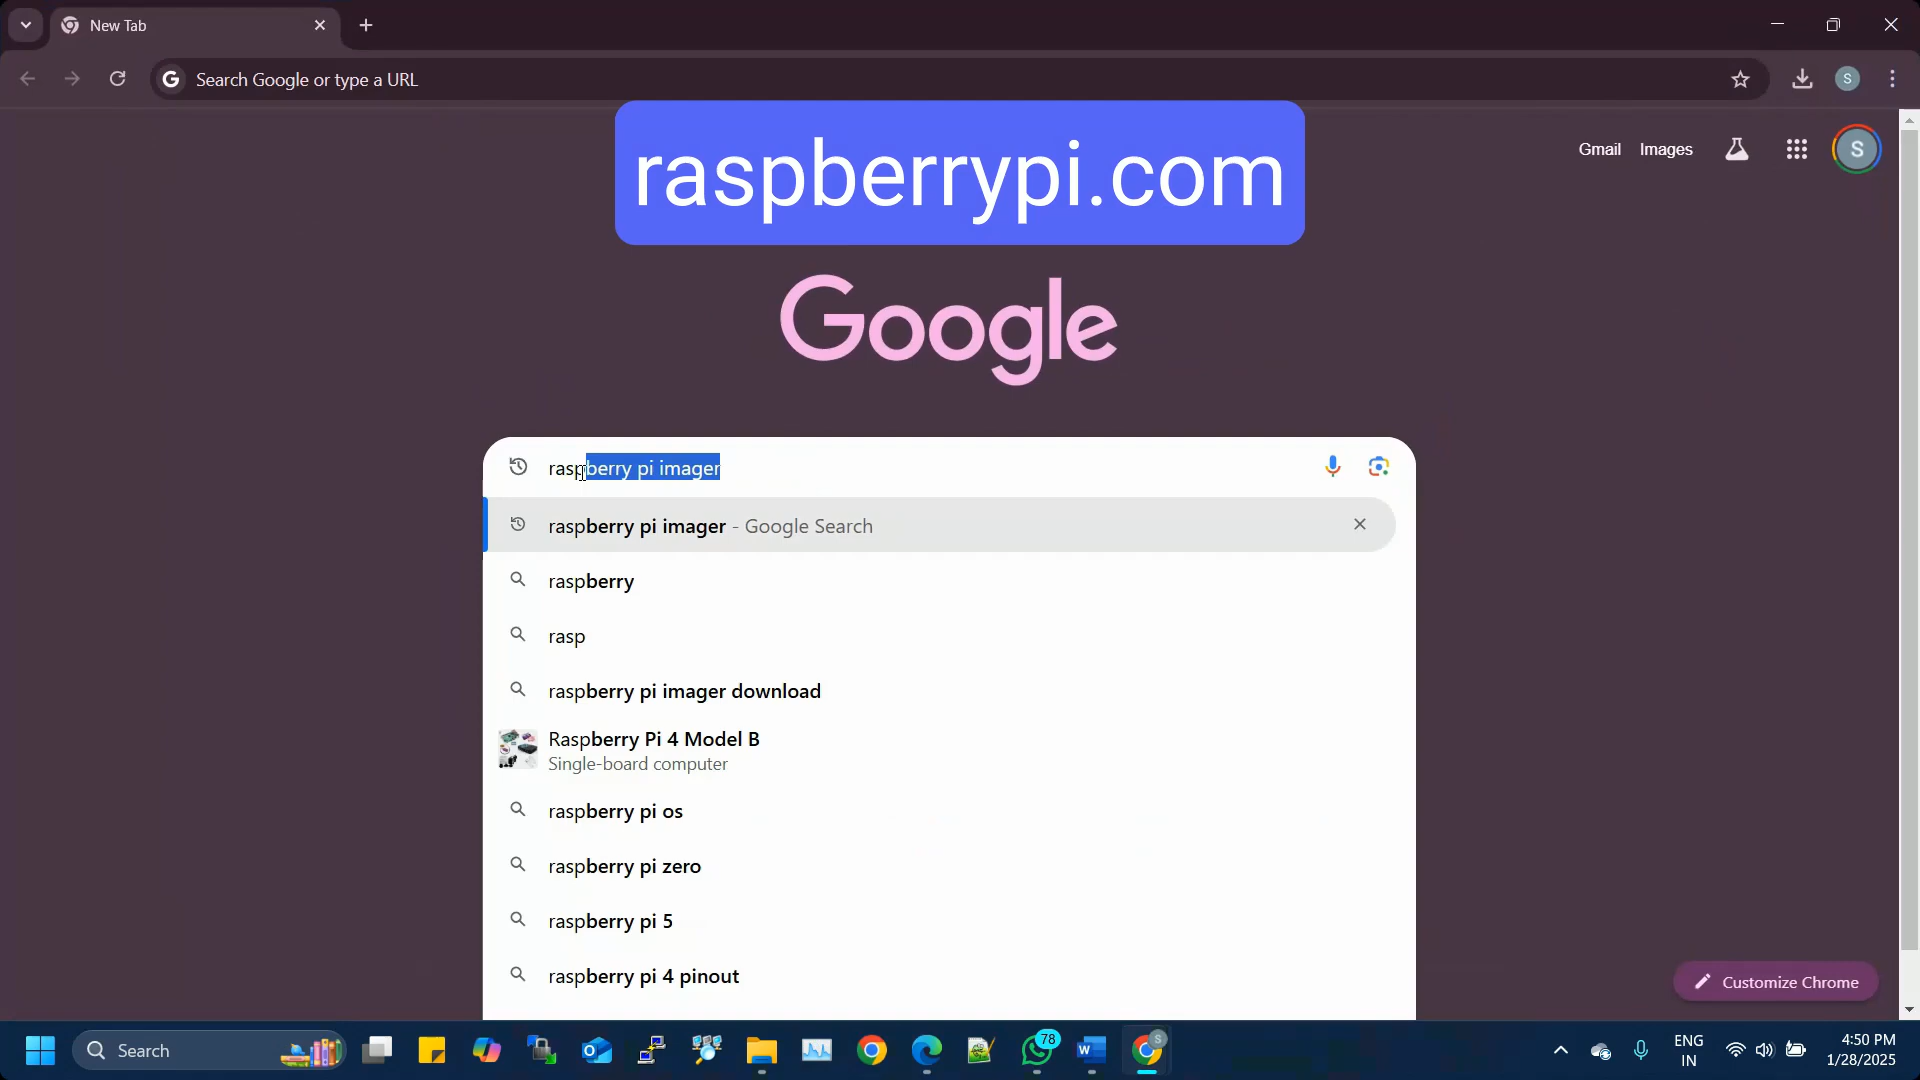 New Tab
Search Google or type a URL
S
raspberrypi.com
Gmail Images
S
Google
raspberry pi imager
raspberry pi imager - Google Search
raspberry
rasp
raspberry pi imager download
Raspberry Pi 4 Model B
Single-board computer
raspberry pi os
raspberry pi zero
raspberry pi 5
raspberry pi 4 pinout
Customize Chrome
Search
78
S
ENG
IN
4:50 PM
1/28/2025